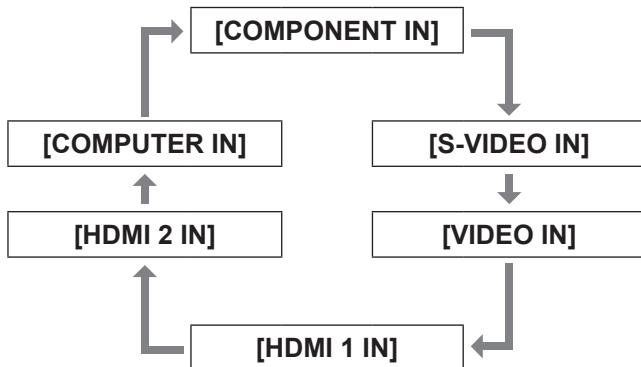 [COMPONENT IN]
[COMPUTER IN]
[S-VIDEO IN]
[HDMI 2 IN]
[VIDEO IN]
[HDMI 1 IN]